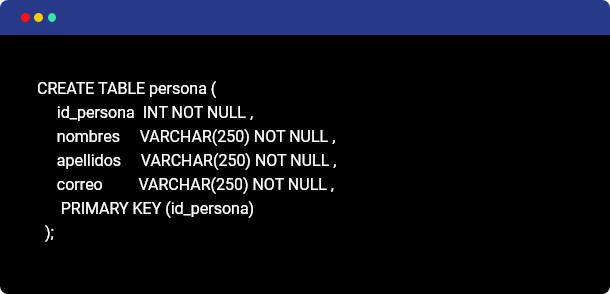 CREATE TABLE persona (
id_persona INT NOT NULL ,
nombres VARCHAR(250) NOT NULL ,
apellidos VARCHAR(250) NOT NULL ,
correo VARCHAR(250) NOT NULL ,
PRIMARY KEY (id_persona)
);